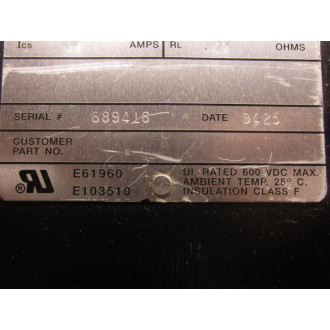 Ics AMPS RL OHMS
SERIAL # 689416 DATE 9425
CUSTOMER
PART NO.
E61960 UL RATED 600 VDC MAX.
E103510 AMBIENT TEMP. 25° C.
INSULATION CLASS F